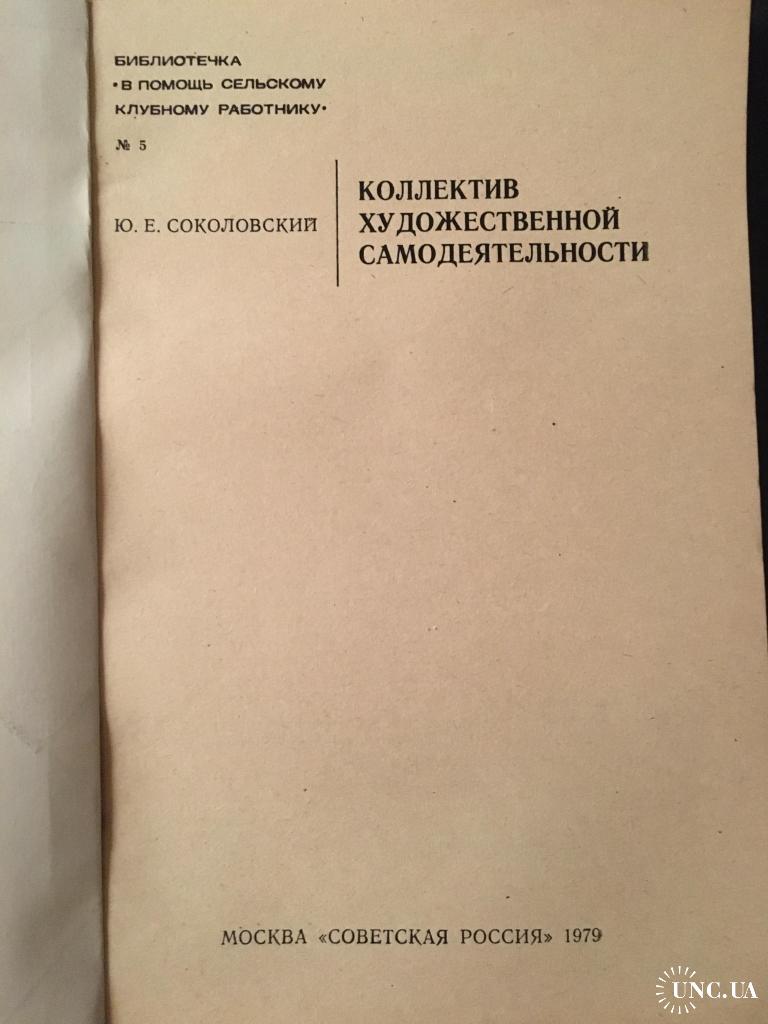 БИБЛИОТЕЧКА
•В ПОМОЩЬ СЕЛЬСКОМУ
КЛУБНОМУ РАБОТНИКУ•
№ 5
Ю. Е. СОКОЛОВСКИЙ
КОЛЛЕКТИВ
ХУДОЖЕСТВЕННОЙ
САМОДЕЯТЕЛЬНОСТИ
МОСКВА «СОВЕТСКАЯ РОССИЯ» 1979
UNC.UA